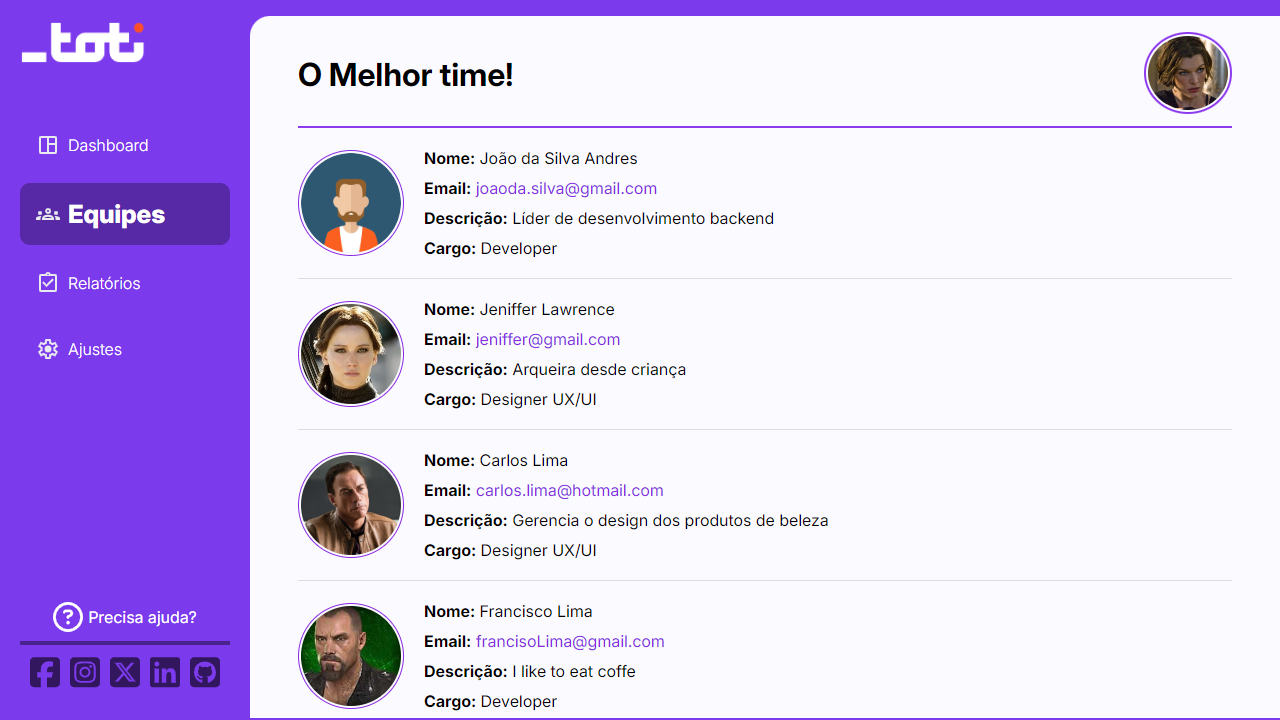 _toti
Dashboard
Equipes
Relatórios
Ajustes
? Precisa ajuda?
O Melhor time!
Nome: João da Silva Andres
Email: joaoda.silva@gmail.com
Descrição: Líder de desenvolvimento backend
Cargo: Developer
Nome: Jeniffer Lawrence
Email: jeniffer@gmail.com
Descrição: Arqueira desde criança
Cargo: Designer UX/UI
Nome: Carlos Lima
Email: carlos.lima@hotmail.com
Descrição: Gerencia o design dos produtos de beleza
Cargo: Designer UX/UI
Nome: Francisco Lima
Email: francisoLima@gmail.com
Descrição: I like to eat coffe
Cargo: Developer